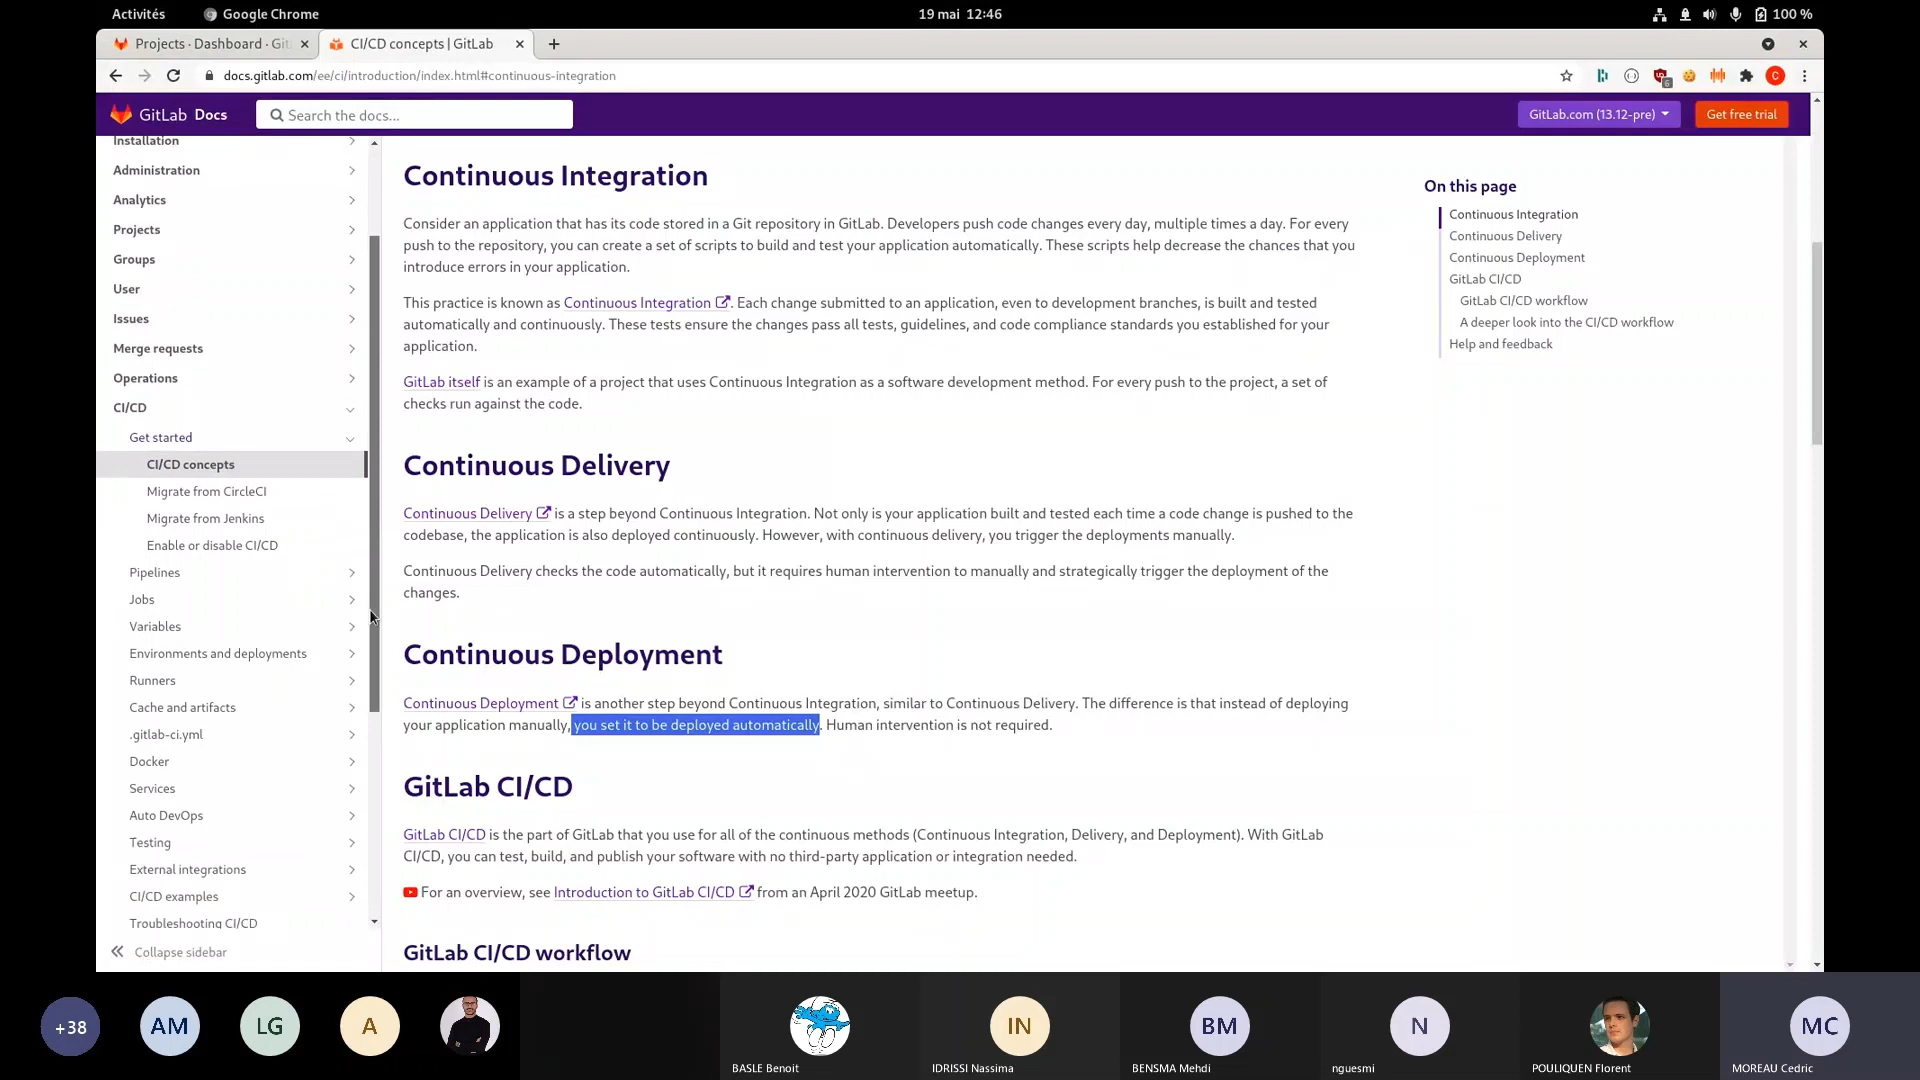 Activités
Google Chrome
19 mai 12:46
100 %
Projects · Dashboard · Git
CI/CD concepts | GitLab
docs.gitlab.com/ee/ci/introduction/index.html#continuous-integration
C
6
GitLab Docs
Search the docs...
GitLab.com (13.12-pre)
Get free trial
Installation
Administration
Analytics
Projects
Groups
User
Issues
Merge requests
Operations
CI/CD
Get started
CI/CD concepts
Migrate from CircleCI
Migrate from Jenkins
Enable or disable CI/CD
Pipelines
Jobs
Variables
Environments and deployments
Runners
Cache and artifacts
.gitlab-ci.yml
Docker
Services
Auto DevOps
Testing
External integrations
CI/CD examples
Troubleshooting CI/CD
Collapse sidebar
Continuous Integration
Consider an application that has its code stored in a Git repository in GitLab. Developers push code changes every day, multiple times a day. For every
push to the repository, you can create a set of scripts to build and test your application automatically. These scripts help decrease the chances that you
introduce errors in your application.
This practice is known as Continuous Integration. Each change submitted to an application, even to development branches, is built and tested
automatically and continuously. These tests ensure the changes pass all tests, guidelines, and code compliance standards you established for your
application.
GitLab itself is an example of a project that uses Continuous Integration as a software development method. For every push to the project, a set of
checks run against the code.
Continuous Delivery
Continuous Delivery is a step beyond Continuous Integration. Not only is your application built and tested each time a code change is pushed to the
codebase, the application is also deployed continuously. However, with continuous delivery, you trigger the deployments manually.
Continuous Delivery checks the code automatically, but it requires human intervention to manually and strategically trigger the deployment of the
changes.
Continuous Deployment
Continuous Deployment is another step beyond Continuous Integration, similar to Continuous Delivery. The difference is that instead of deploying
your application manually, you set it to be deployed automatically. Human intervention is not required.
GitLab CI/CD
GitLab CI/CD is the part of GitLab that you use for all of the continuous methods (Continuous Integration, Delivery, and Deployment). With GitLab
CI/CD, you can test, build, and publish your software with no third-party application or integration needed.
For an overview, see Introduction to GitLab CI/CD from an April 2020 GitLab meetup.
GitLab CI/CD workflow
On this page
Continuous Integration
Continuous Delivery
Continuous Deployment
GitLab CI/CD
GitLab CI/CD workflow
A deeper look into the CI/CD workflow
Help and feedback
+38
AM
LG
A
IN
BM
N
MC
BASLE Benoit
IDRISSI Nassima
BENSMA Mehdi
nguesmi
POULIQUEN Florent
MOREAU Cedric